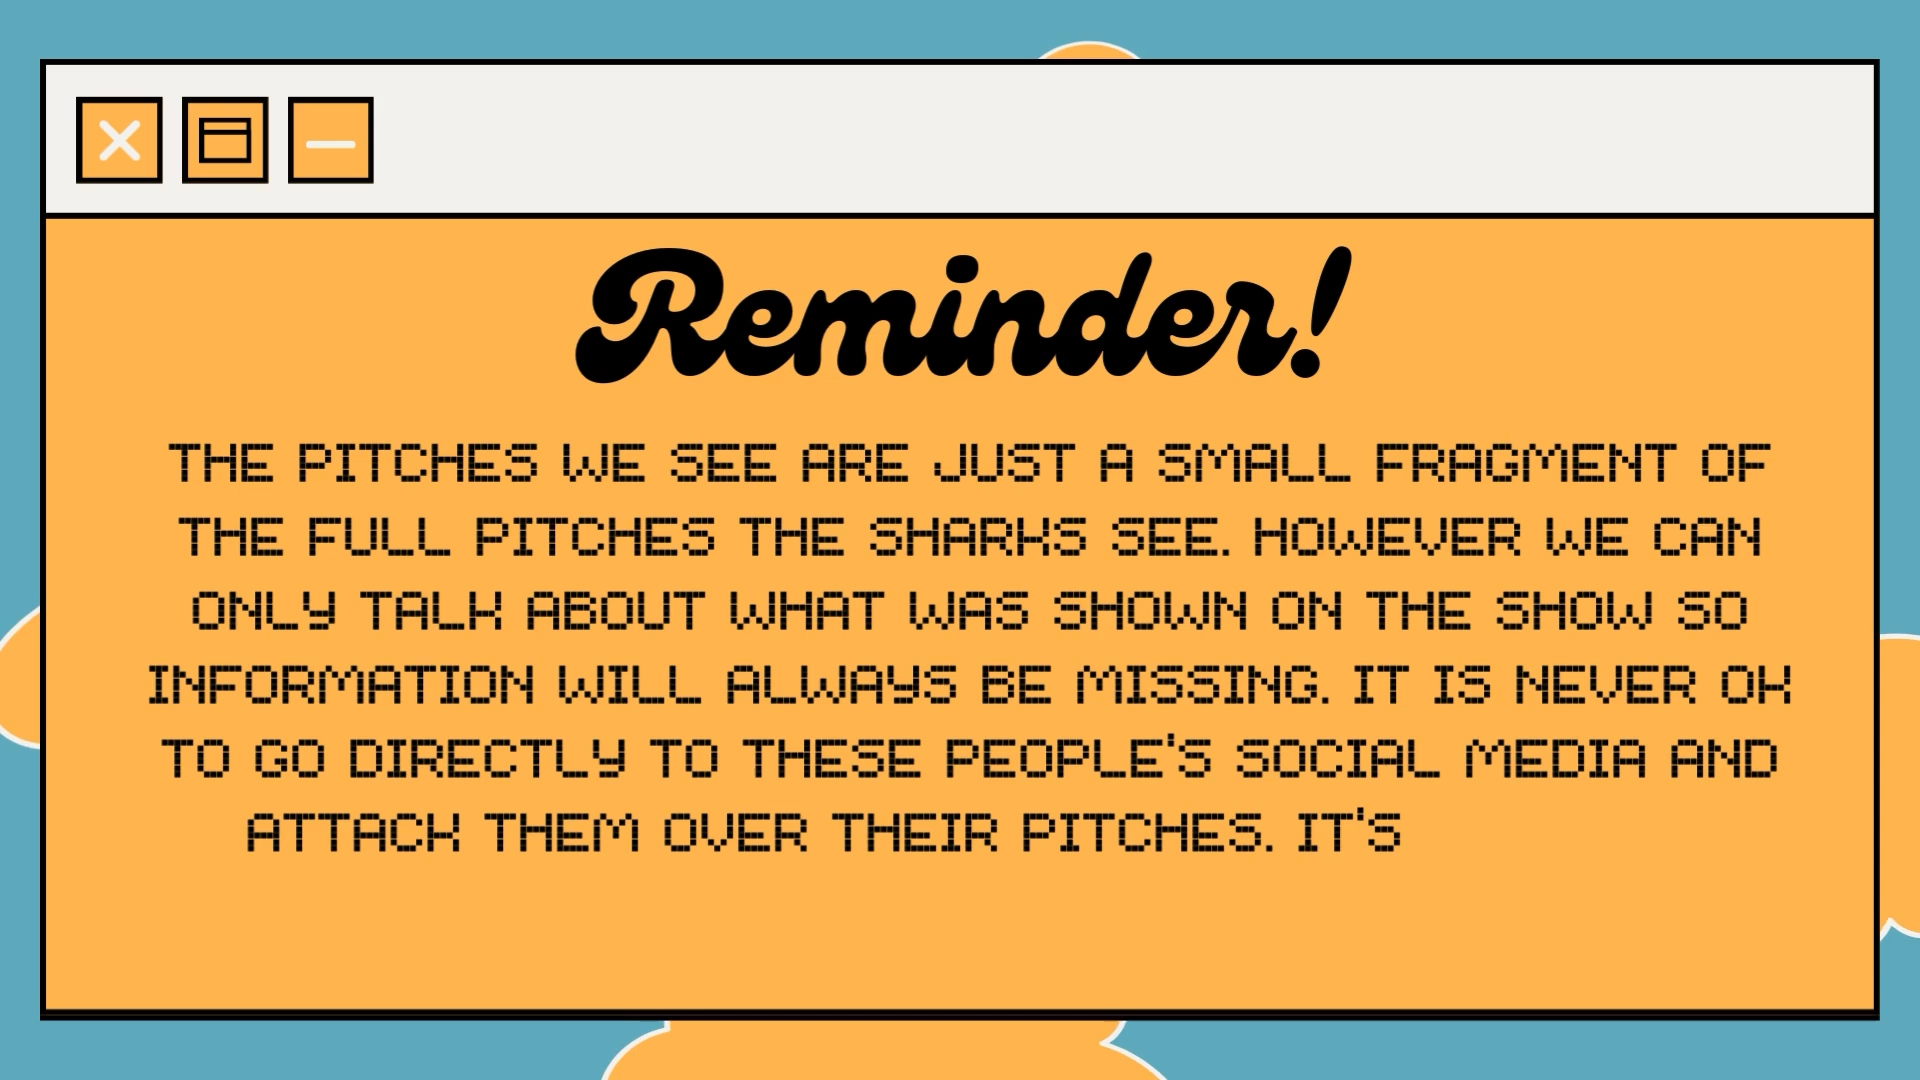 Reminder!
THE PITCHES WE SEE ARE JUST A SMALL FRAGMENT OF
THE FULL PITCHES THE SHARKS SEE. HOWEVER WE CAN
ONLY TALK ABOUT WHAT WAS SHOWN ON THE SHOW SO
INFORMATION WILL ALWAYS BE MISSING. IT IS NEVER OK
TO GO DIRECTLY TO THESE PEOPLE'S SOCIAL MEDIA AND
ATTACK THEM OVER THEIR PITCHES. IT'S